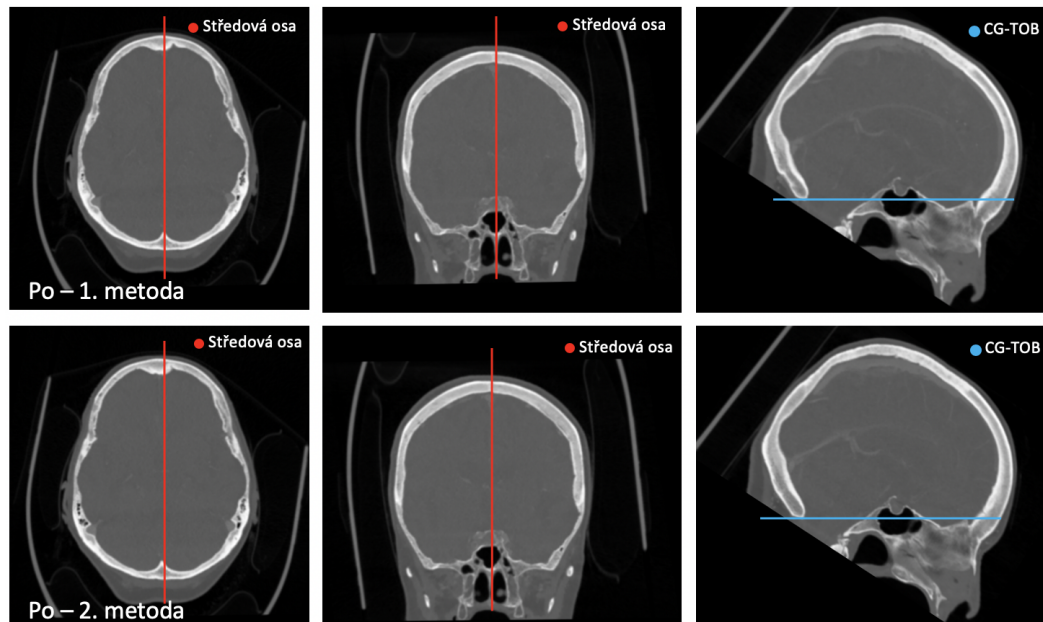 Středová osa
Středová osa
CG-TOB
Po – 1. metoda
Středová osa
Středová osa
CG-TOB
Po – 2. metoda